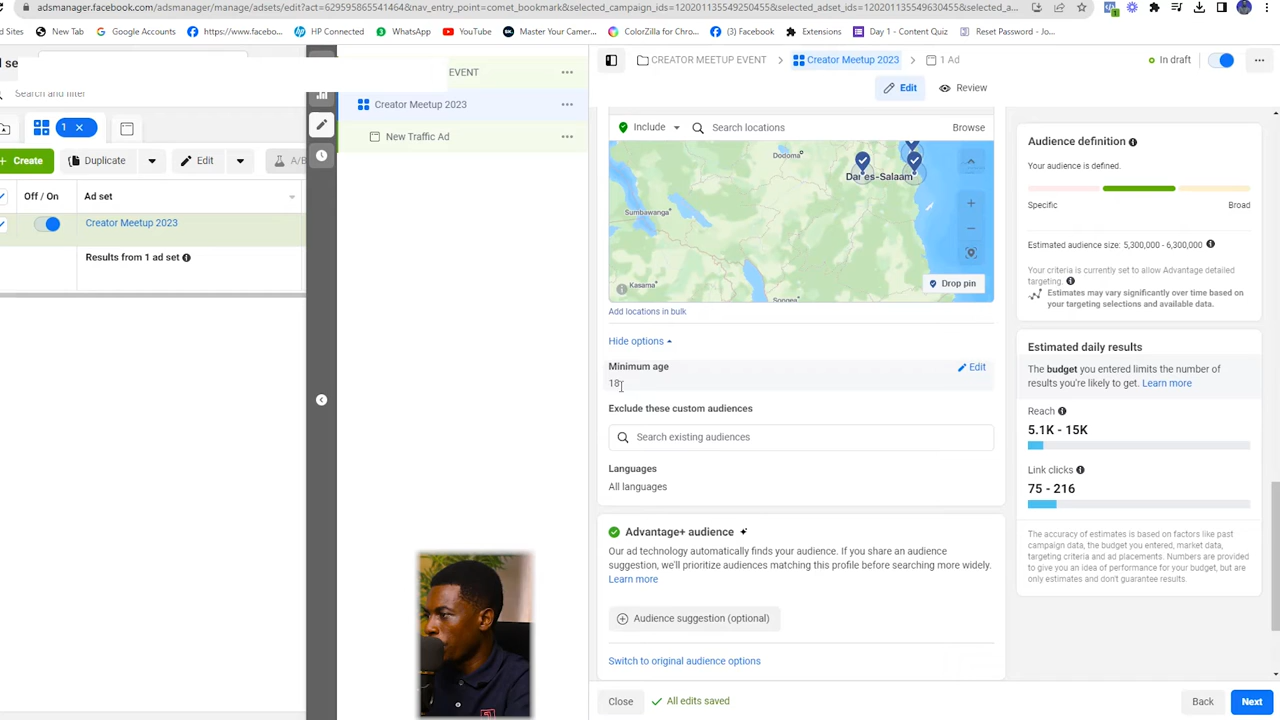 adsmanager.facebook.com/adsmanager/manage/adsets/edit?act=629595865541464&nav_entry_point=comet_bookmark&selected_campaign_ids=120201135549250455&selected_adset_ids=120201135549630455&selected_a...
d Sites New Tab Google Accounts https://www.facebo... HP Connected WhatsApp YouTube Master Your Camer... ColorZilla for Chro... (3) Facebook Extensions Day 1 - Content Quiz Reset Password - Jo...
d se
Search and filter
1 ×
Create Duplicate Edit A/B
Off / On Ad set
Creator Meetup 2023
Results from 1 ad set
EVENT
Creator Meetup 2023
New Traffic Ad
CREATOR MEETUP EVENT > Creator Meetup 2023 > 1 Ad
In draft
Edit Review
Include Search locations Browse
Dodoma
Dar es-Salaam
Sumbawanga
Kasama
Songea
Drop pin
Add locations in bulk
Hide options
Minimum age
Edit
18
Exclude these custom audiences
Search existing audiences
Languages
All languages
Advantage+ audience
Our ad technology automatically finds your audience. If you share an audience
suggestion, we'll prioritize audiences matching this profile before searching more widely.
Learn more
Audience suggestion (optional)
Switch to original audience options
Close All edits saved Back Next
Audience definition
Your audience is defined.
Specific Broad
Estimated audience size: 5,300,000 - 6,300,000
Your criteria is currently set to allow Advantage detailed
targeting.
Estimates may vary significantly over time based on
your targeting selections and available data.
Estimated daily results
The budget you entered limits the number of
results you're likely to get. Learn more
Reach
5.1K - 15K
Link clicks
75 - 216
The accuracy of estimates is based on factors like past
campaign data, the budget you entered, market data,
targeting criteria and ad placements. Numbers are provided
to give you an idea of performance for your budget, but are
only estimates and don't guarantee results.